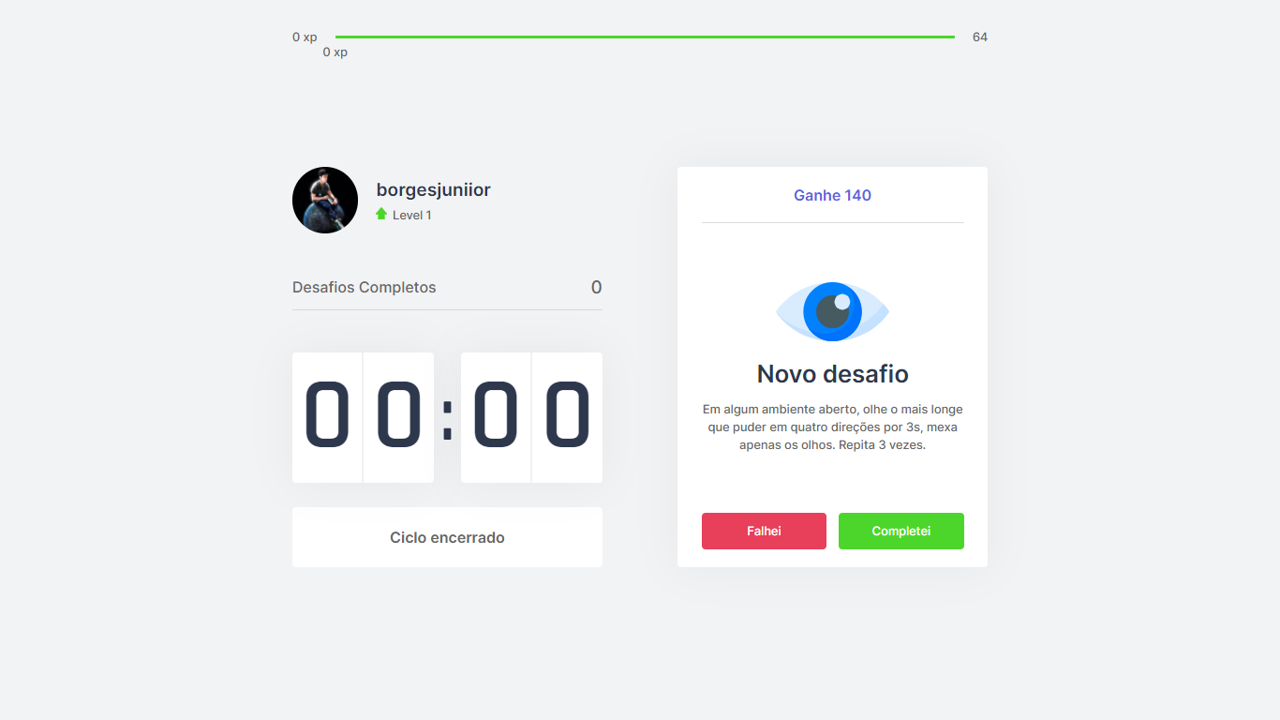 0 xp
64
0 xp
borgesjuniior
Level 1
Desafios Completos
0
00:00
Ciclo encerrado
Ganhe 140
Novo desafio
Em algum ambiente aberto, olhe o mais longe
que puder em quatro direções por 3s, mexa
apenas os olhos. Repita 3 vezes.
Falhei
Completei